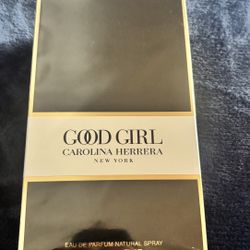 GOOD GIRL
CAROLINA HERRERA
NEW YORK
EAU DE PARFUM NATURAL SPRAY